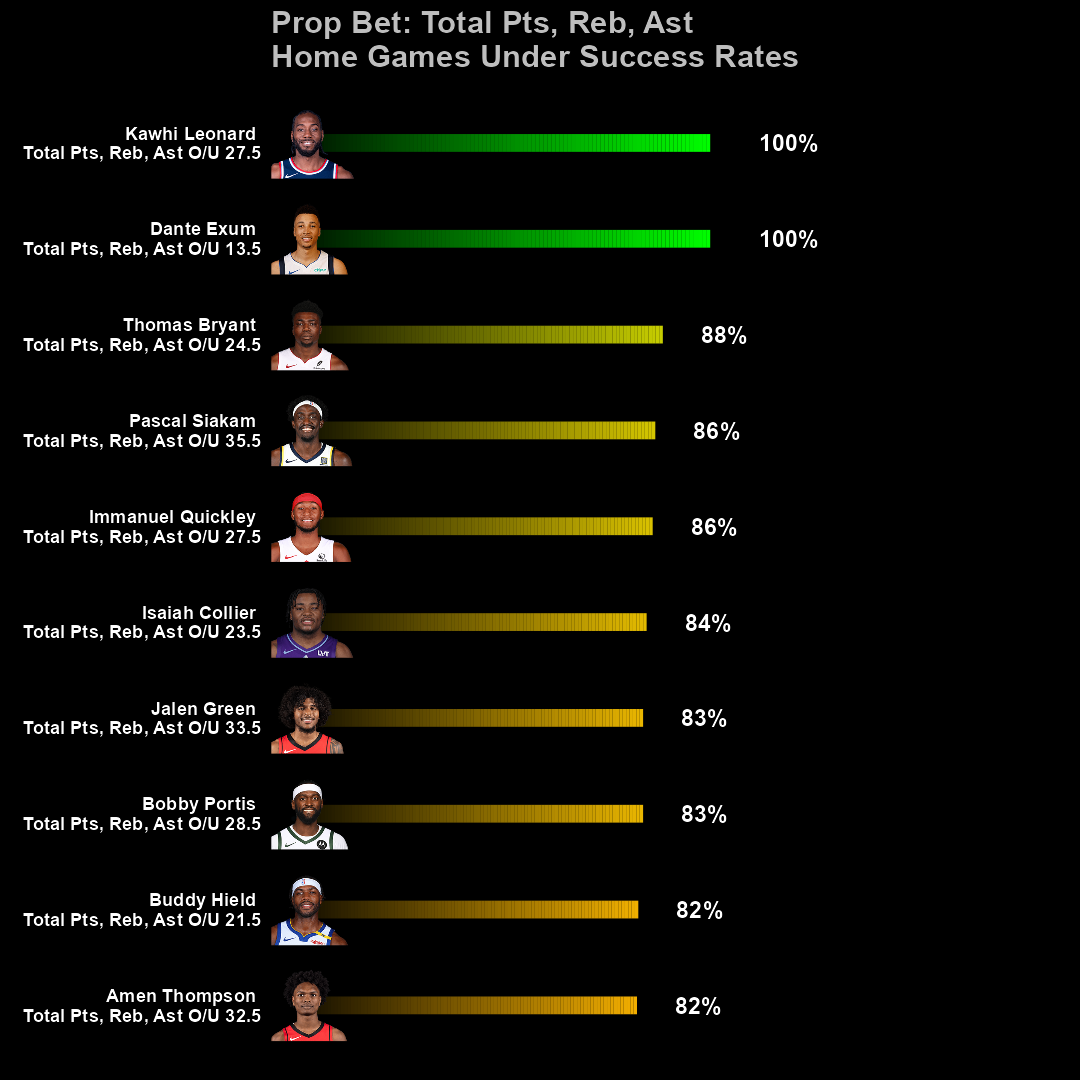 Prop Bet: Total Pts, Reb, Ast
Home Games Under Success Rates
Kawhi Leonard
Total Pts, Reb, Ast O/U 27.5
100%
Dante Exum
Total Pts, Reb, Ast O/U 13.5
100%
Thomas Bryant
Total Pts, Reb, Ast O/U 24.5
88%
Pascal Siakam
Total Pts, Reb, Ast O/U 35.5
86%
Immanuel Quickley
Total Pts, Reb, Ast O/U 27.5
86%
Isaiah Collier
Total Pts, Reb, Ast O/U 23.5
84%
Jalen Green
Total Pts, Reb, Ast O/U 33.5
83%
Bobby Portis
Total Pts, Reb, Ast O/U 28.5
83%
Buddy Hield
Total Pts, Reb, Ast O/U 21.5
82%
Amen Thompson
Total Pts, Reb, Ast O/U 32.5
82%